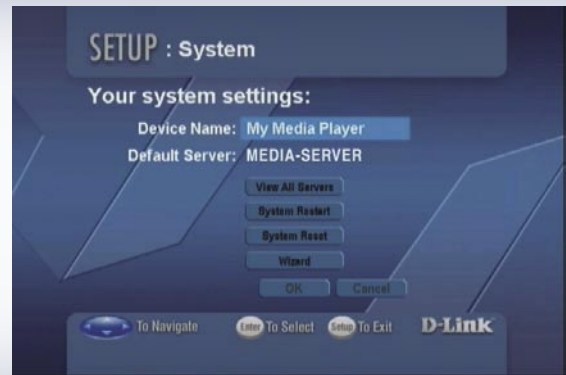 SETUP : System
Your system settings:
Device Name: My Media Player
Default Server: MEDIA-SERVER
View All Servers
System Restart
System Reset
Wizard
OK Cancel
To Navigate Enter To Select Setup To Exit D-Link